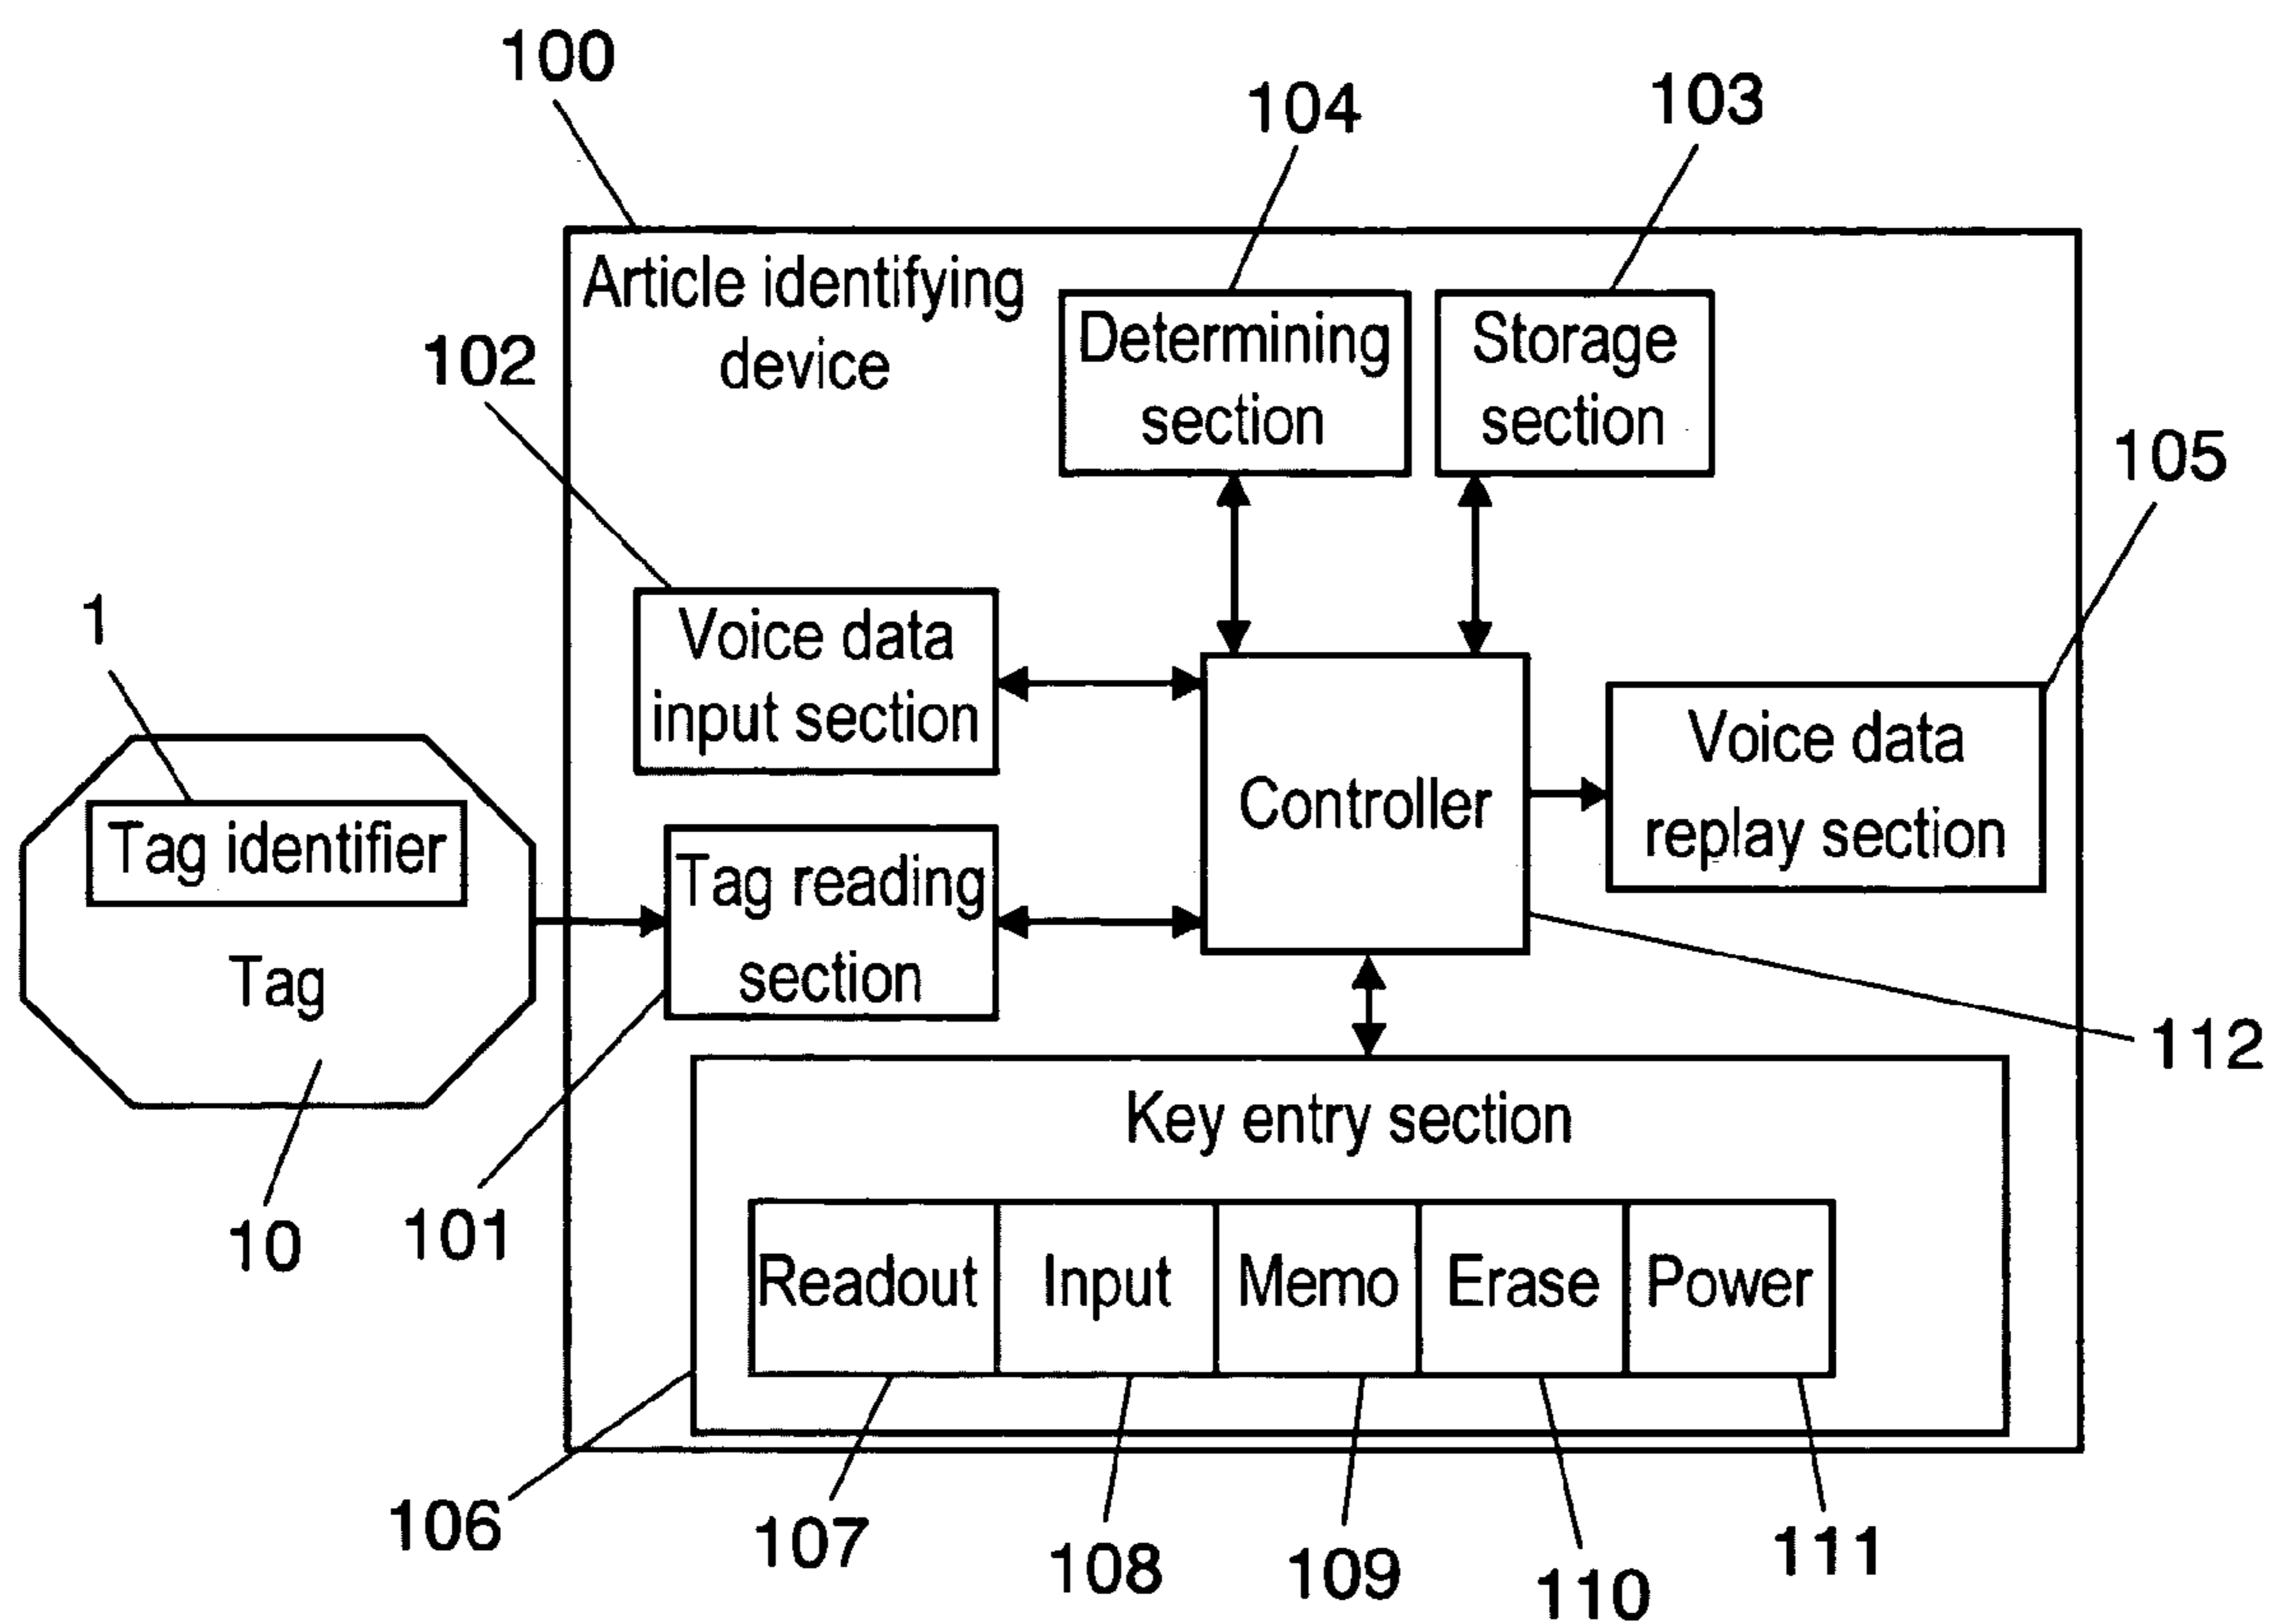 100
104
103
Article identifying
device
Determining
section
Storage
section
102
105
Voice data
input section
1
Controller
Voice data
replay section
Tag identifier
Tag
Tag reading
section
112
10
101
Key entry section
Readout
Input
Memo
Erase
Power
106
107
108
109
110
111